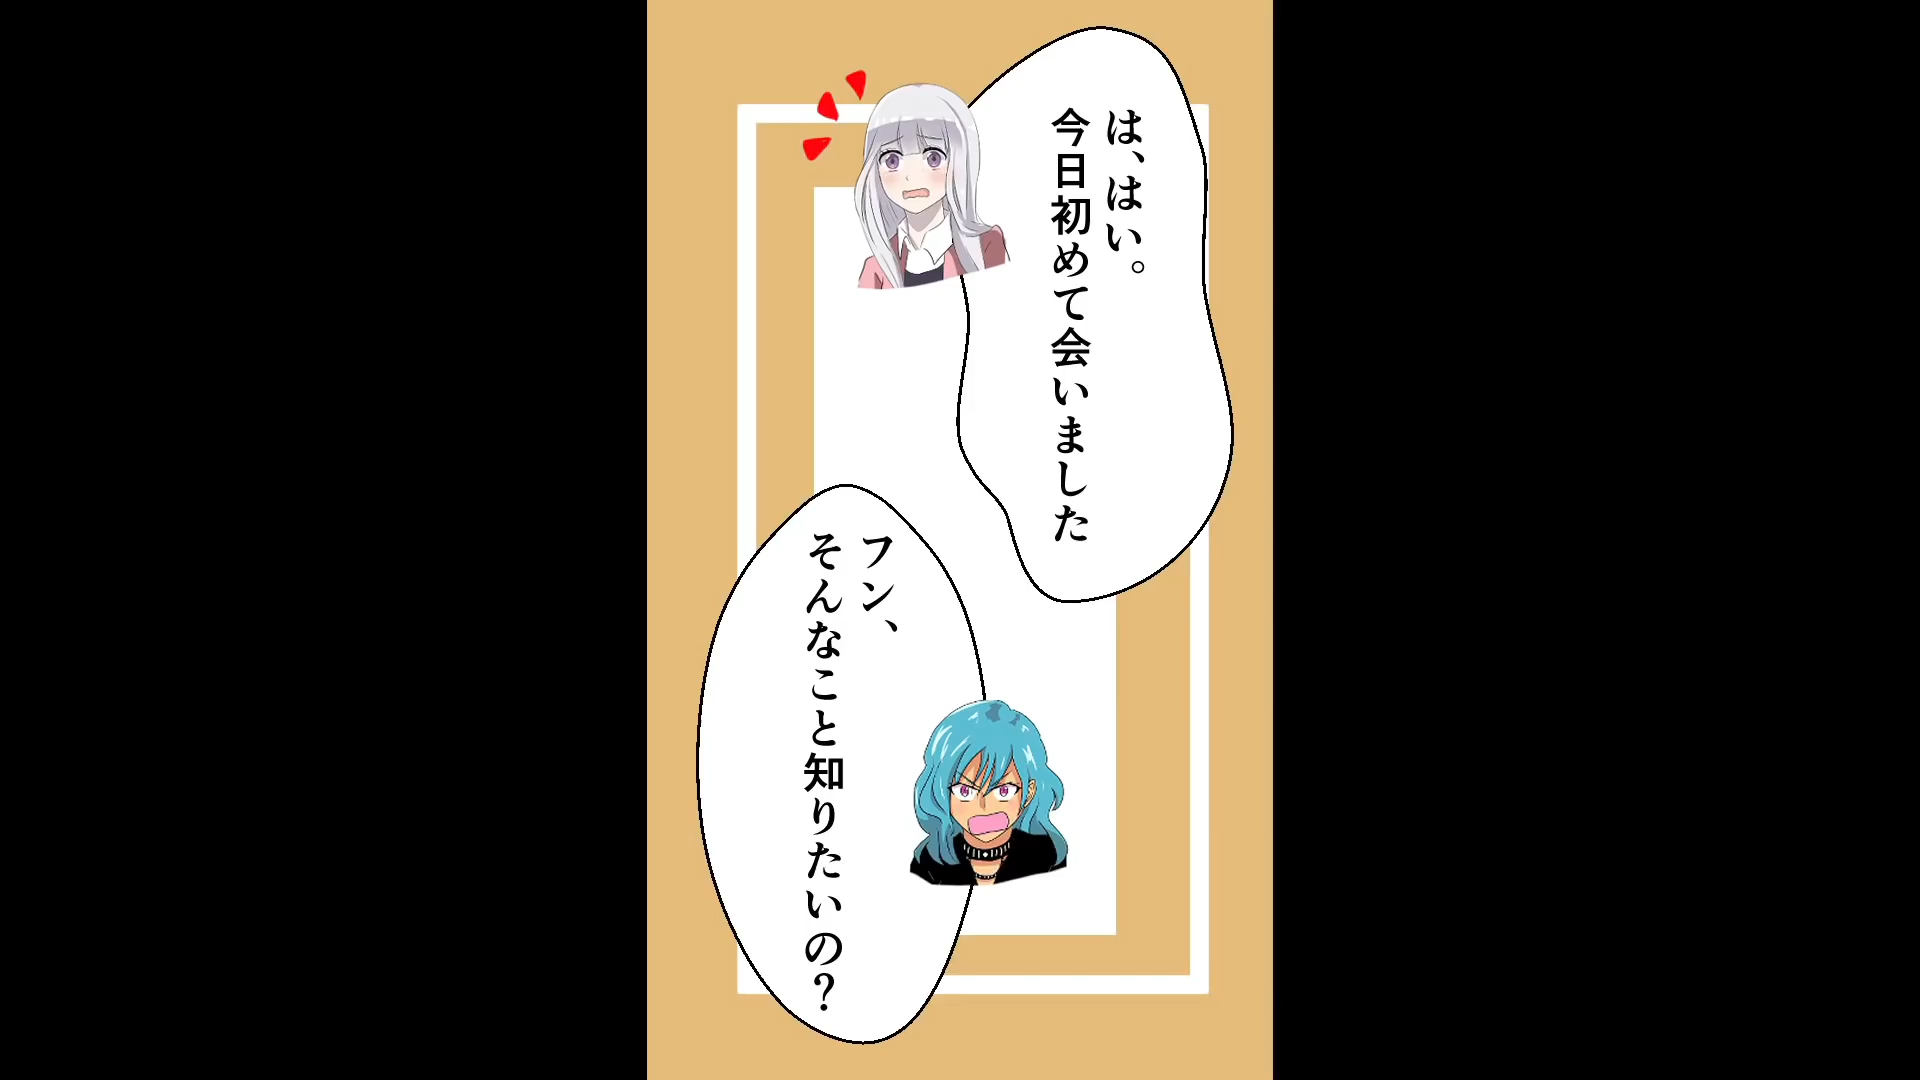 は、はい。
今日初めて会いました
フン、
そんなこと知りたいの?